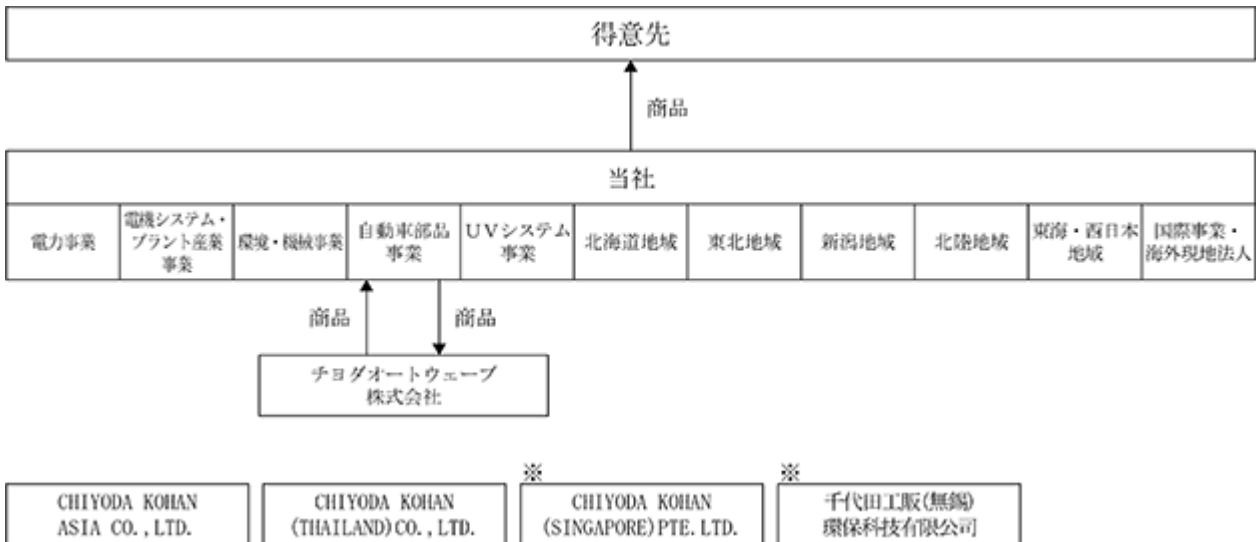 得意先
商品
当社
電力事業
電機システム・
プラント産業
事業
環境・機械事業
自動車部品
事業
UVシステム
事業
北海道地域
東北地域
新潟地域
北陸地域
東海・西日本
地域
国際事業・
海外現地法人
商品
商品
チヨダオートウェーブ
株式会社
CHIYODA KOHAN
ASIA CO.,LTD.
CHIYODA KOHAN
(THAILAND)CO.,LTD.
※
CHIYODA KOHAN
(SINGAPORE)PTE.LTD.
※
千代田工販(無錫)
環保科技有限公司